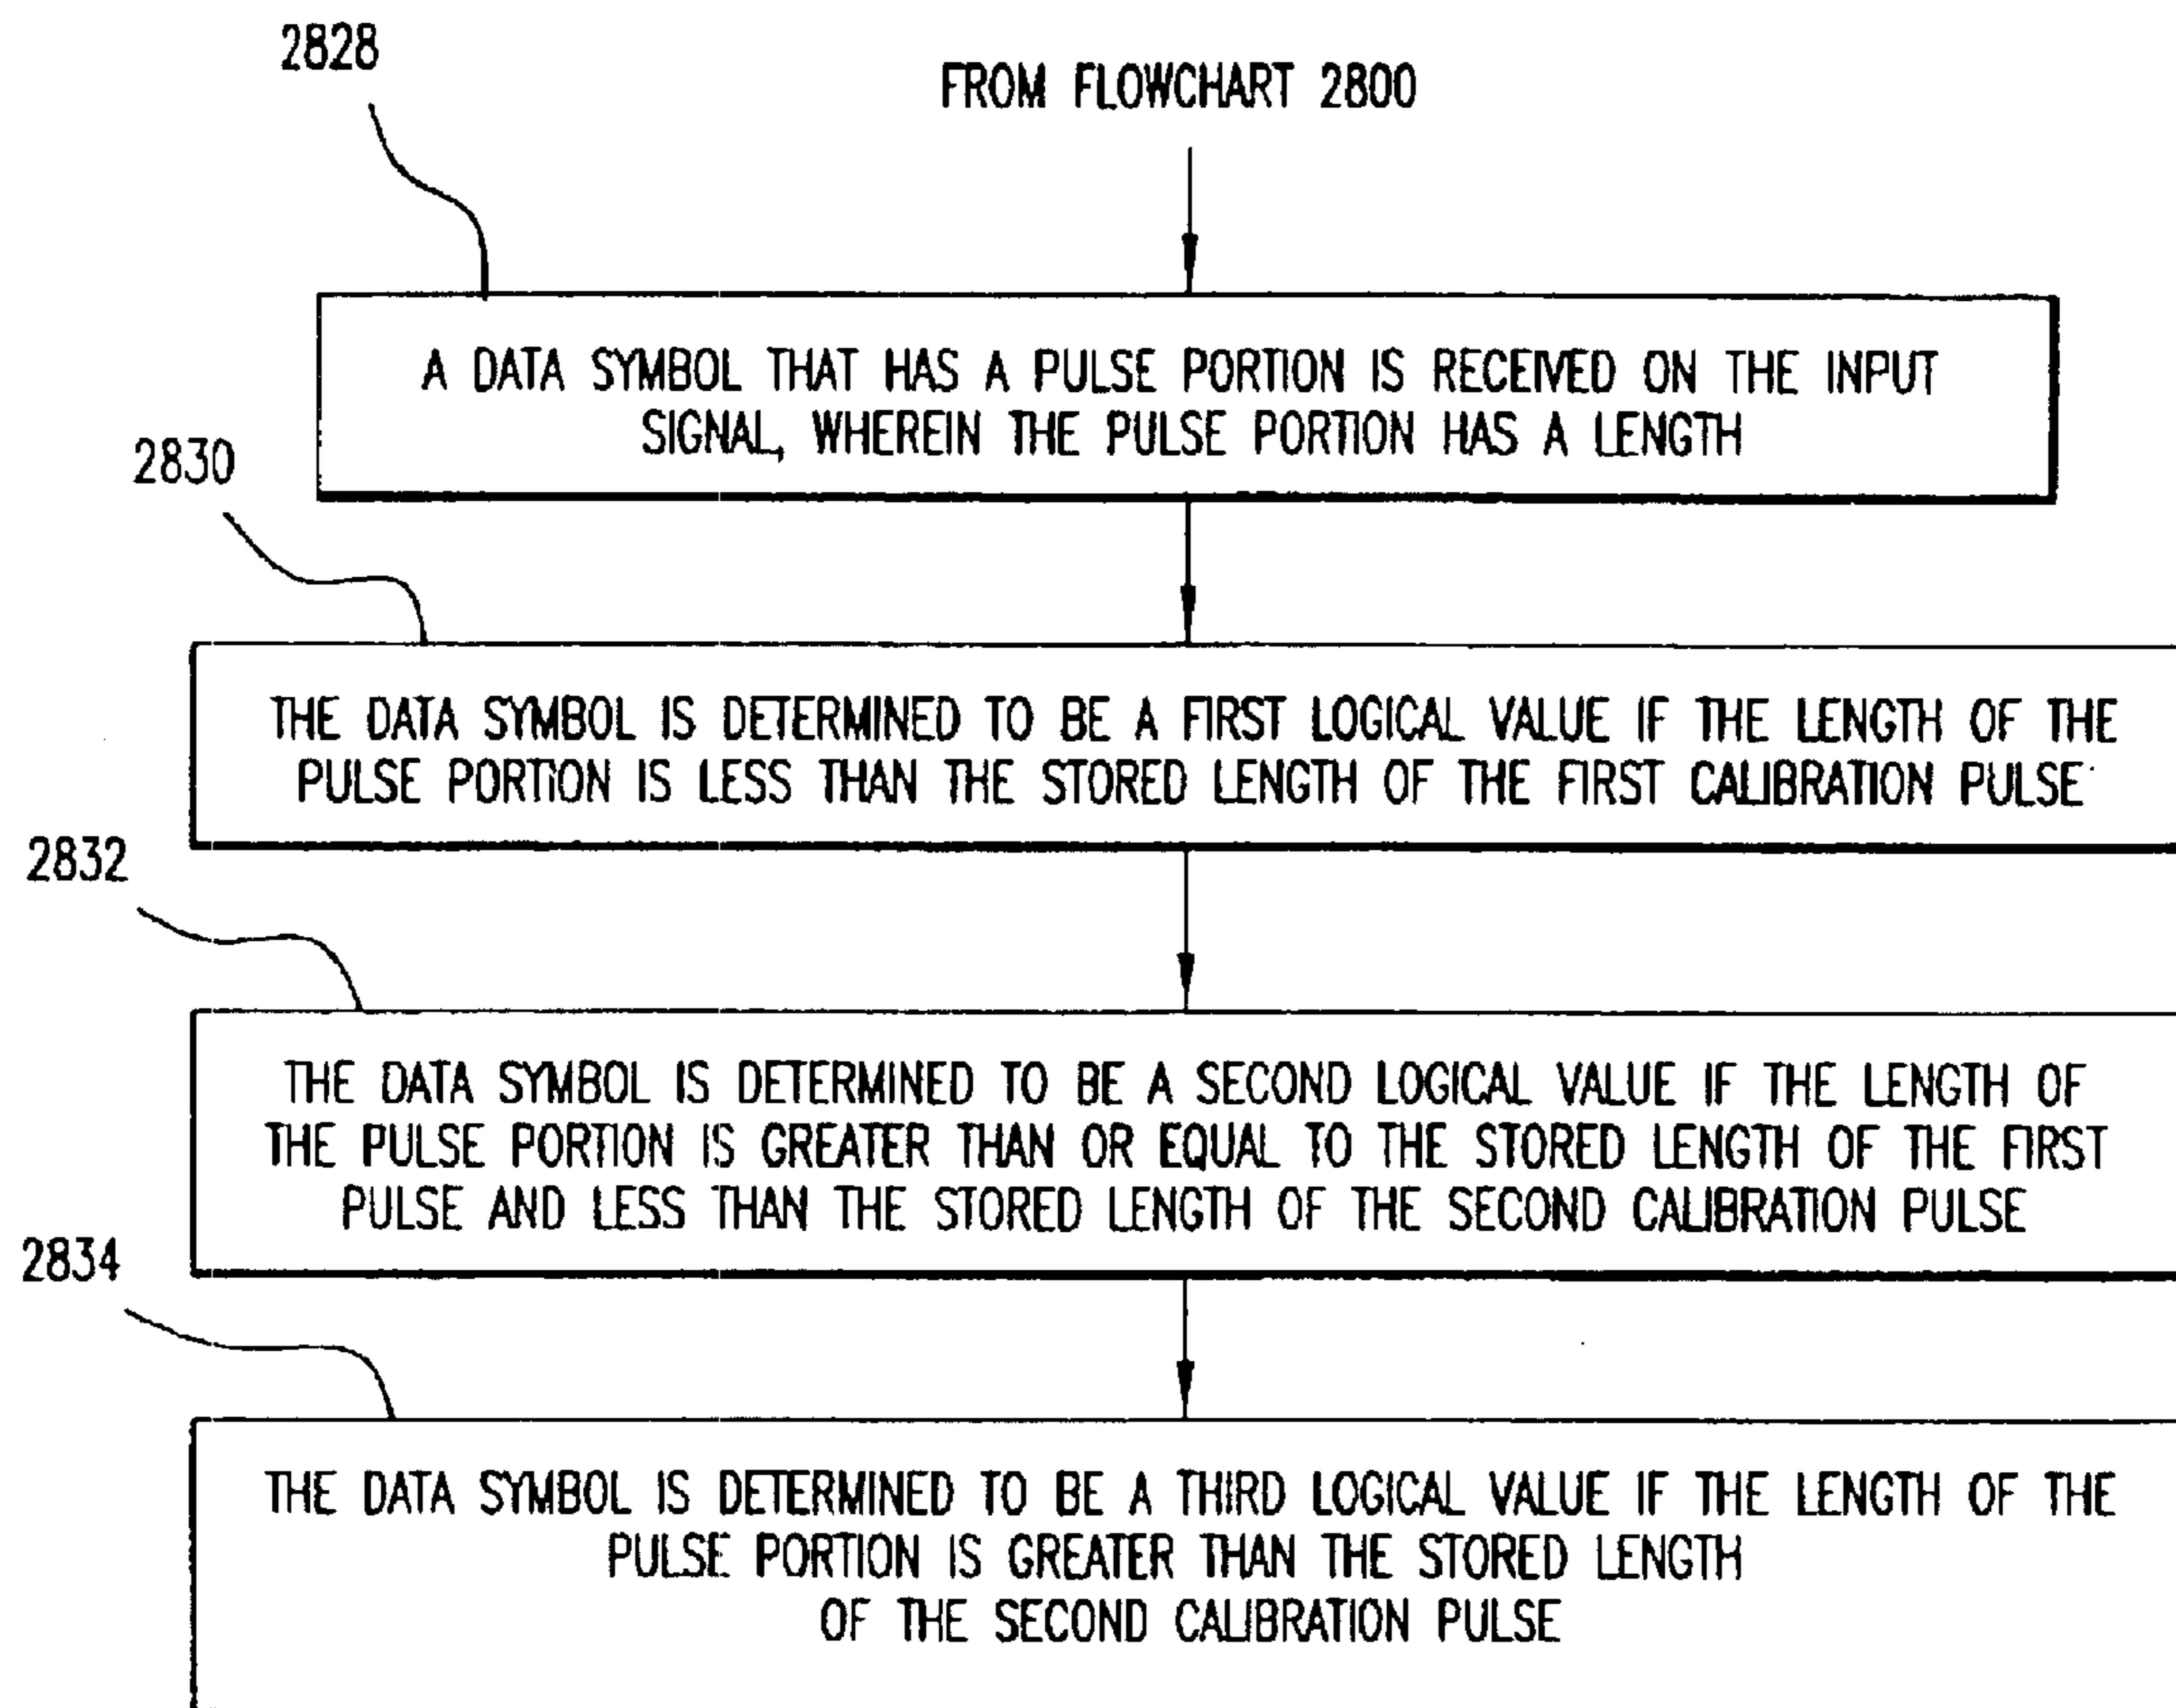 2828
FROM FLOWCHART 2800
A DATA SYMBOL THAT HAS A PULSE PORTION IS RECEIVED ON THE INPUT
SIGNAL, WHEREIN THE PULSE PORTION HAS A LENGTH
2830
THE DATA SYMBOL IS DETERMINED TO BE A FIRST LOGICAL VALUE IF THE LENGTH OF THE
PULSE PORTION IS LESS THAN THE STORED LENGTH OF THE FIRST CALIBRATION PULSE
2832
THE DATA SYMBOL IS DETERMINED TO BE A SECOND LOGICAL VALUE IF THE LENGTH OF
THE PULSE PORTION IS GREATER THAN OR EQUAL TO THE STORED LENGTH OF THE FIRST
PULSE AND LESS THAN THE STORED LENGTH OF THE SECOND CALIBRATION PULSE
2834
THE DATA SYMBOL IS DETERMINED TO BE A THIRD LOGICAL VALUE IF THE LENGTH OF THE
PULSE PORTION IS GREATER THAN THE STORED LENGTH
OF THE SECOND CALIBRATION PULSE